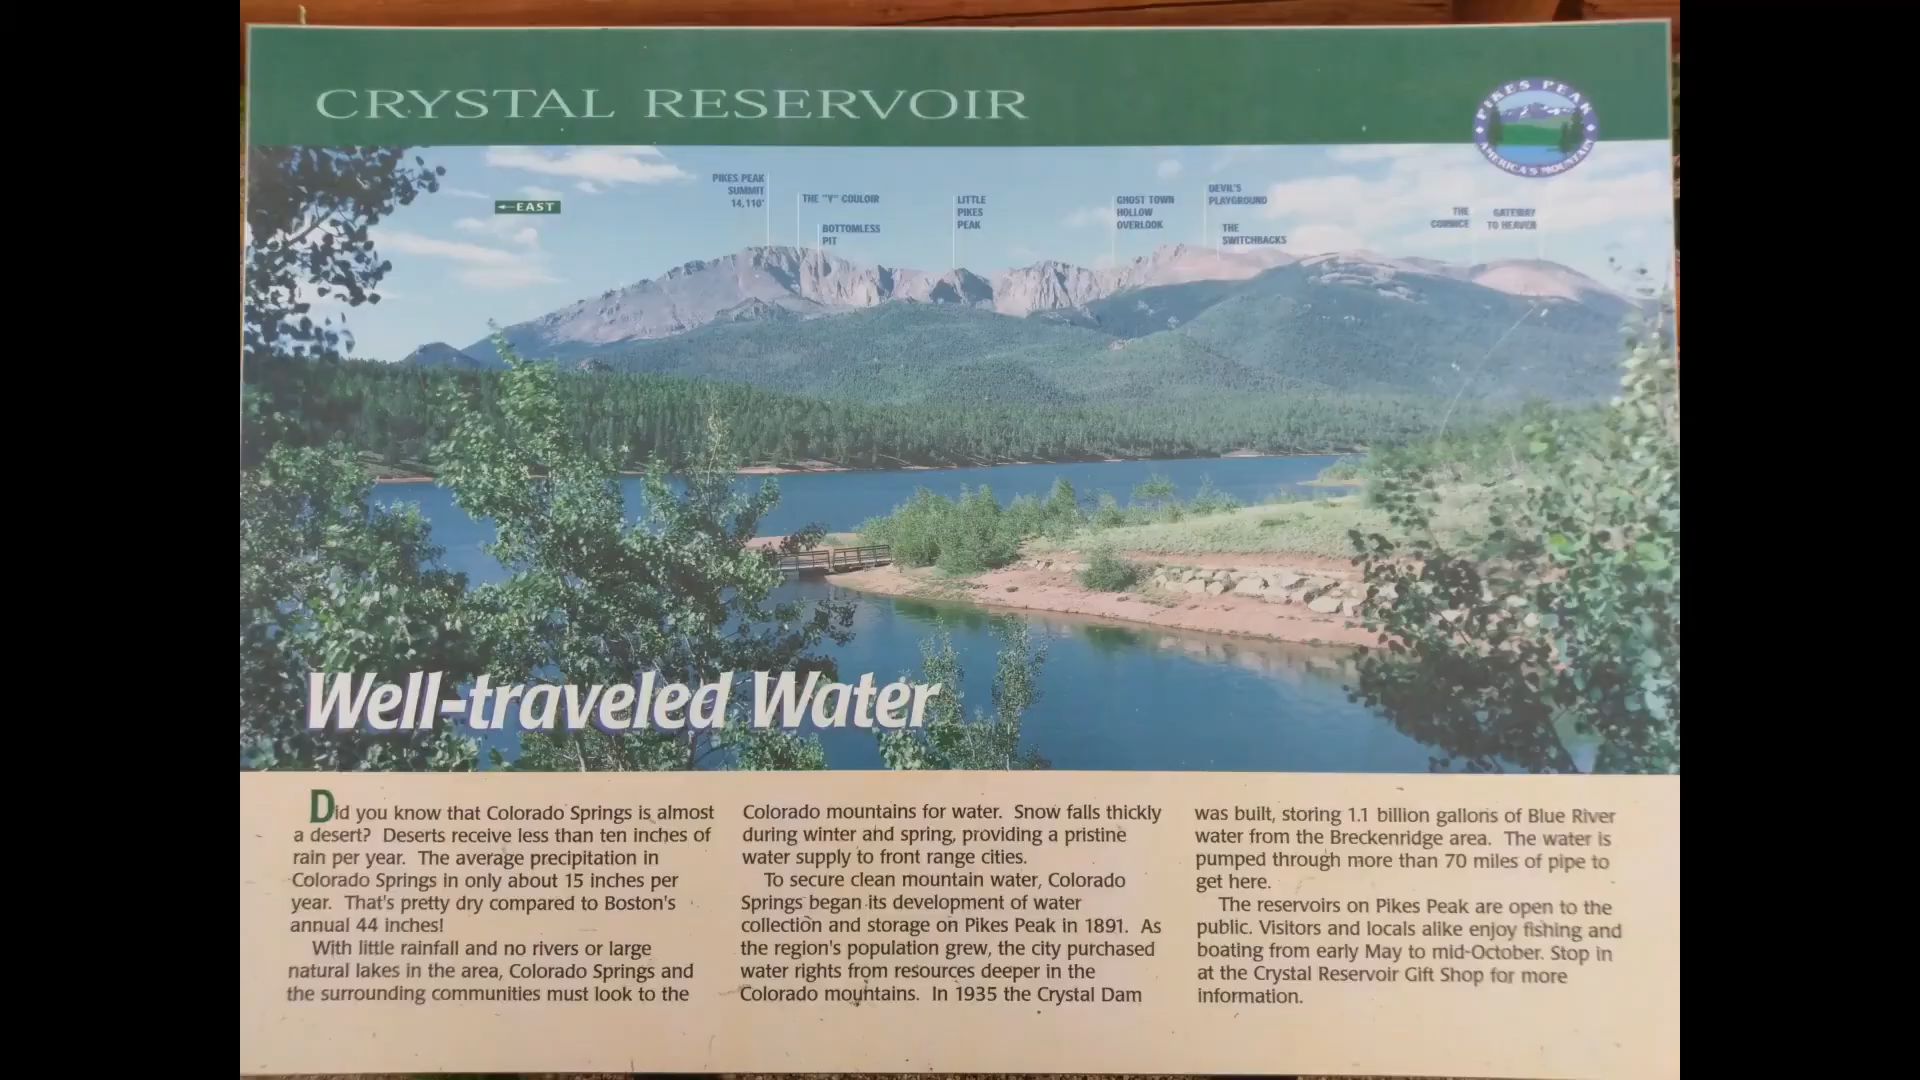 CRYSTAL RESERVOIR
PIKES PEAK
AMERICA'S MOUNTAIN
←EAST
PIKES PEAK
SUMMIT
14,110'
THE "Y" COULOIR
BOTTOMLESS
PIT
LITTLE
PIKES
PEAK
GHOST TOWN
HOLLOW
OVERLOOK
DEVIL'S
PLAYGROUND
THE
SWITCHBACKS
THE
CORNICE
GATEWAY
TO HEAVEN
Well-traveled Water
Did you know that Colorado Springs is almost
a desert? Deserts receive less than ten inches of
rain per year. The average precipitation in
Colorado Springs in only about 15 inches per
year. That's pretty dry compared to Boston's
annual 44 inches!
With little rainfall and no rivers or large
natural lakes in the area, Colorado Springs and
the surrounding communities must look to the
Colorado mountains for water. Snow falls thickly
during winter and spring, providing a pristine
water supply to front range cities.
To secure clean mountain water, Colorado
Springs began its development of water
collection and storage on Pikes Peak in 1891. As
the region's population grew, the city purchased
water rights from resources deeper in the
Colorado mountains. In 1935 the Crystal Dam
was built, storing 1.1 billion gallons of Blue River
water from the Breckenridge area. The water is
pumped through more than 70 miles of pipe to
get here.
The reservoirs on Pikes Peak are open to the
public. Visitors and locals alike enjoy fishing and
boating from early May to mid-October. Stop in
at the Crystal Reservoir Gift Shop for more
information.